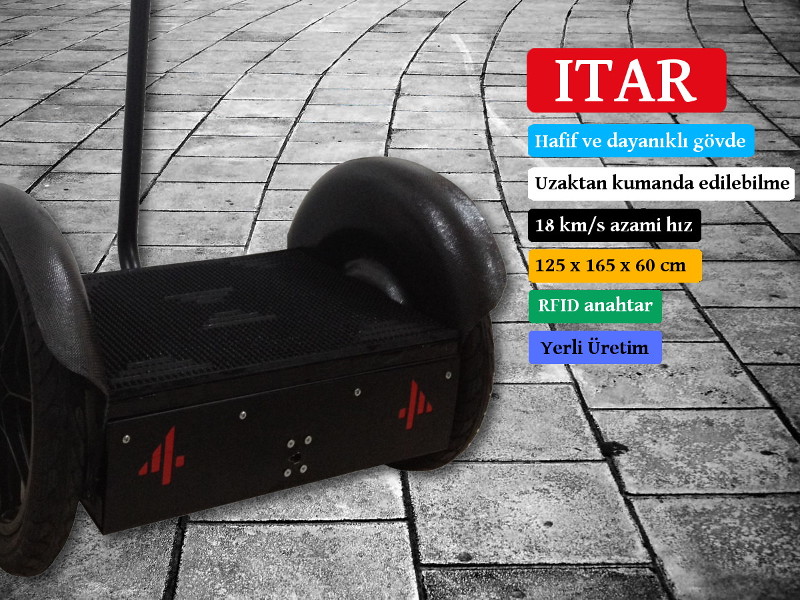 ITAR
Hafif ve dayanıklı gövde
Uzaktan kumanda edilebilme
18 km/s azami hız
125 x 165 x 60 cm
RFID anahtar
Yerli Üretim